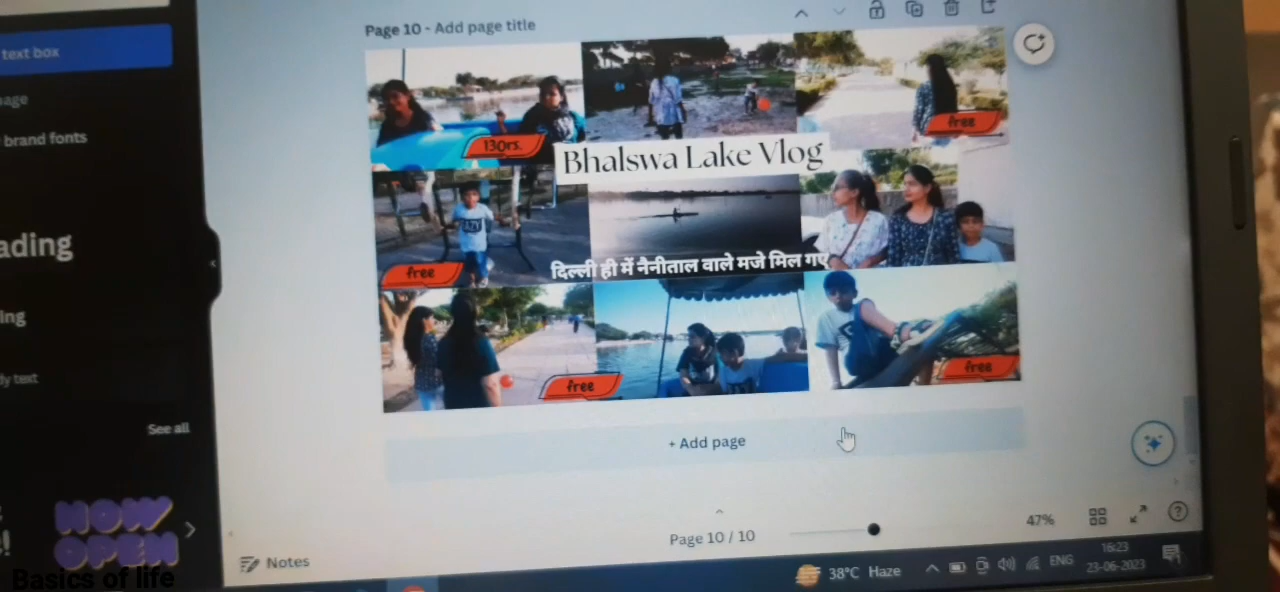 Page 10 - Add page title
text box
brand fonts
130rs.
free
Bhalswa Lake Vlog
free
दिल्ली ही में नैनीताल वाले मजे मिल गए
free
free
See all
+ Add page
NOW
OPEN
Page 10 / 10
47%
Notes
Basics of life
38°C Haze
ENG
16:23
23-06-2023